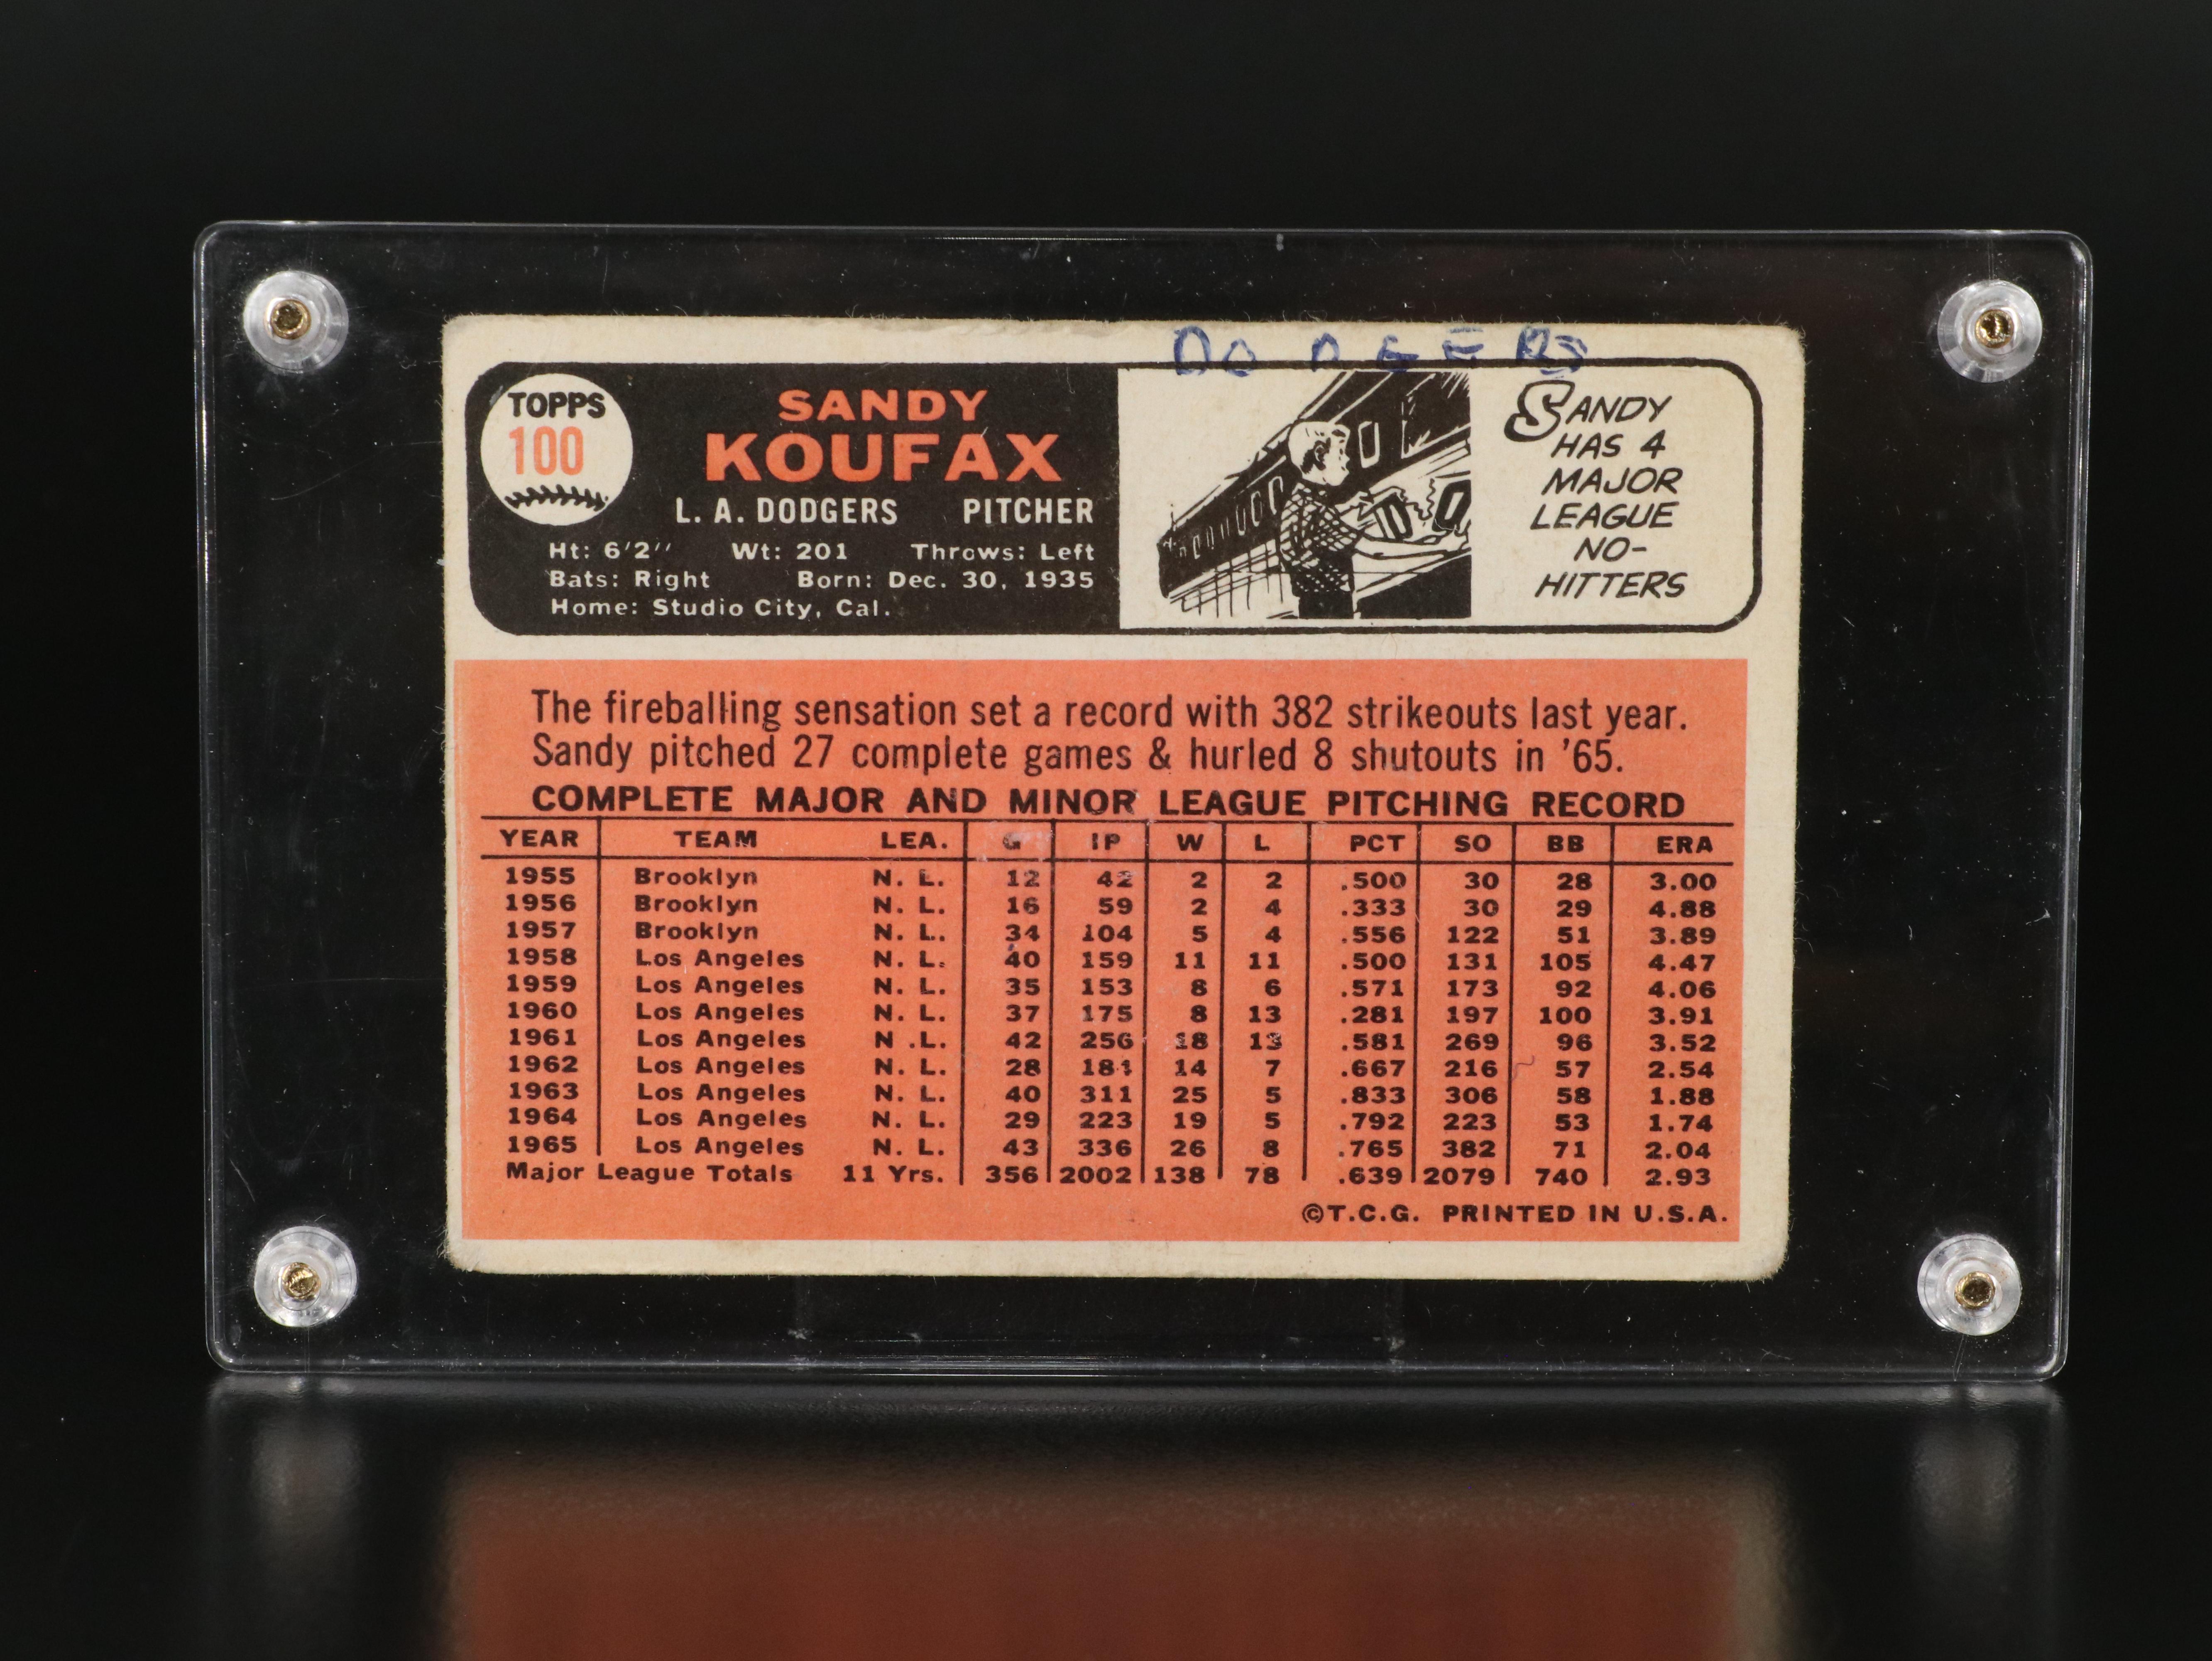 DODGERS
TOPPS
100
SANDY
KOUFAX
L. A. DODGERS PITCHER
Ht: 6'2" Wt: 201 Throws: Left
Bats: Right Born: Dec. 30, 1935
Home: Studio City, Cal.
SANDY
HAS 4
MAJOR
LEAGUE
NO-
HITTERS
The fireballing sensation set a record with 382 strikeouts last year.
Sandy pitched 27 complete games & hurled 8 shutouts in '65.
COMPLETE MAJOR AND MINOR LEAGUE PITCHING RECORD
YEAR TEAM LEA. G IP W L PCT SO BB ERA
1955 Brooklyn N. L. 12 42 2 2 .500 30 28 3.00
1956 Brooklyn N. L. 16 59 2 4 .333 30 29 4.88
1957 Brooklyn N. L. 34 104 5 4 .556 122 51 3.89
1958 Los Angeles N. L. 40 159 11 11 .500 131 105 4.47
1959 Los Angeles N. L. 35 153 8 6 .571 173 92 4.06
1960 Los Angeles N. L. 37 175 8 13 .281 197 100 3.91
1961 Los Angeles N .L. 42 256 18 13 .581 269 96 3.52
1962 Los Angeles N. L. 28 184 14 7 .667 216 57 2.54
1963 Los Angeles N. L. 40 311 25 5 .833 306 58 1.88
1964 Los Angeles N. L. 29 223 19 5 .792 223 53 1.74
1965 Los Angeles N. L. 43 336 26 8 .765 382 71 2.04
Major League Totals 11 Yrs. 356 2002 138 78 .639 2079 740 2.93
©T.C.G. PRINTED IN U.S.A.